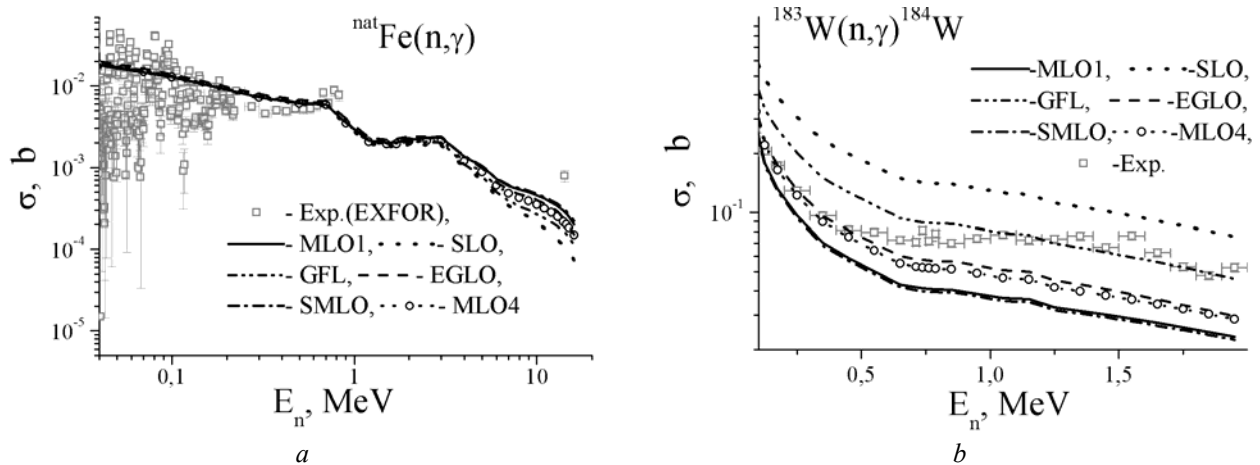 natFe(n,γ)
σ, b
10-2
10-3
10-4
10-5
- Exp.(EXFOR),
- MLO1, - SLO,
- GFL, - EGLO,
- SMLO, - MLO4
0,1 1 10
En, MeV
a
183W(n,γ)184W
σ, b
10-1
-MLO1, -SLO,
-GFL, -EGLO,
-SMLO, -MLO4,
-Exp.
0,5 1,0 1,5
En, MeV
b